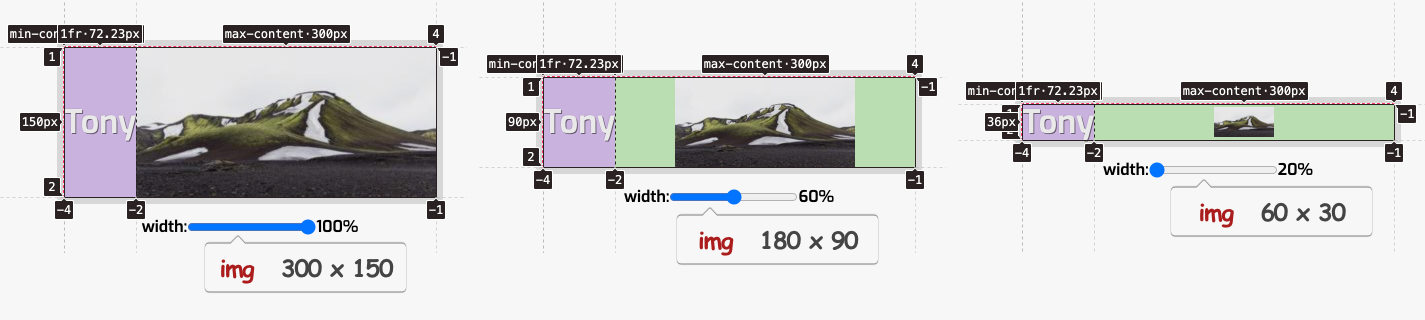 min-con 1fr·72.23px max-content·300px 4
1 -1
150px Tony
2
-4 -2 -1
width: 100%
img 300 x 150
min-con 1fr·72.23px max-content·300px 4
1 -1
90px Tony
2
-4 -2 -1
width: 60%
img 180 x 90
min-con 1fr·72.23px max-content·300px 4
-1
36px Tony
-4 -2 -1
width: 20%
img 60 x 30